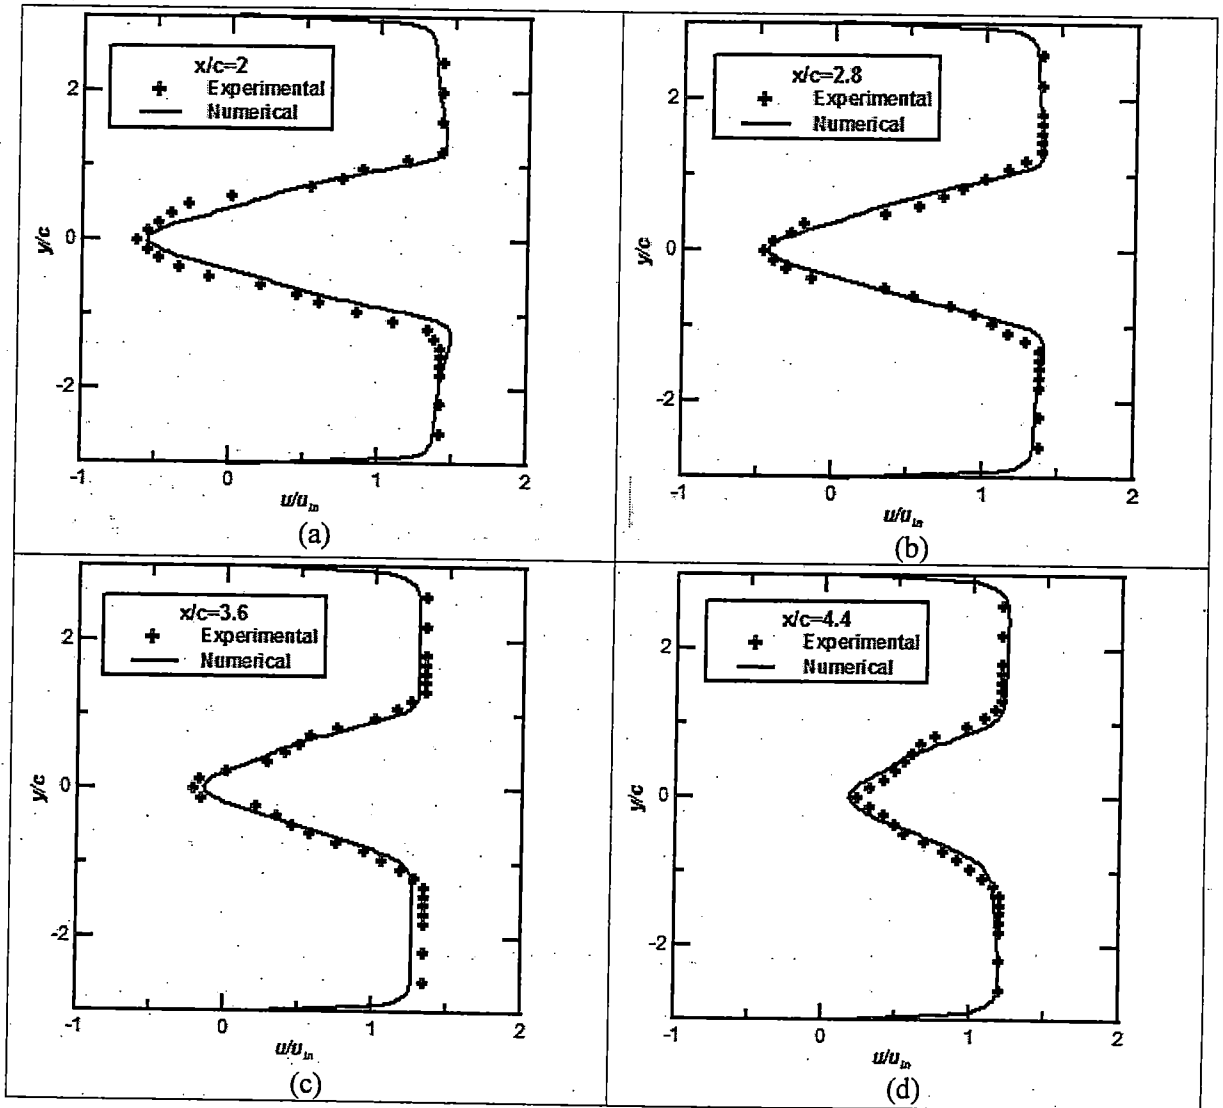 x/c=2
Experimental
Numerical
2
0
-2
y/c
-1 0 1 2
u/u_in
(a)
x/c=2.8
Experimental
Numerical
2
0
-2
y/c
-1 0 1 2
u/u_in
(b)
x/c=3.6
Experimental
Numerical
2
0
-2
y/c
-1 0 1 2
u/u_in
(c)
x/c=4.4
Experimental
Numerical
2
0
-2
y/c
-1 0 1 2
u/u_in
(d)